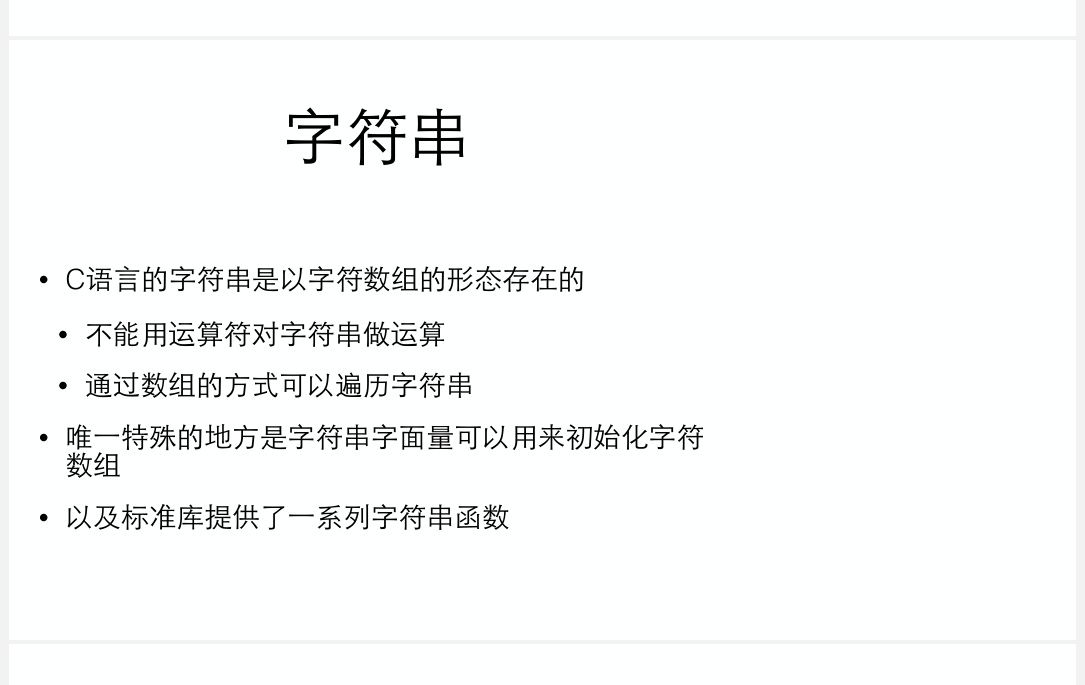 字符串
• C语言的字符串是以字符数组的形态存在的
• 不能用运算符对字符串做运算
• 通过数组的方式可以遍历字符串
• 唯一特殊的地方是字符串字面量可以用来初始化字符
数组
• 以及标准库提供了一系列字符串函数